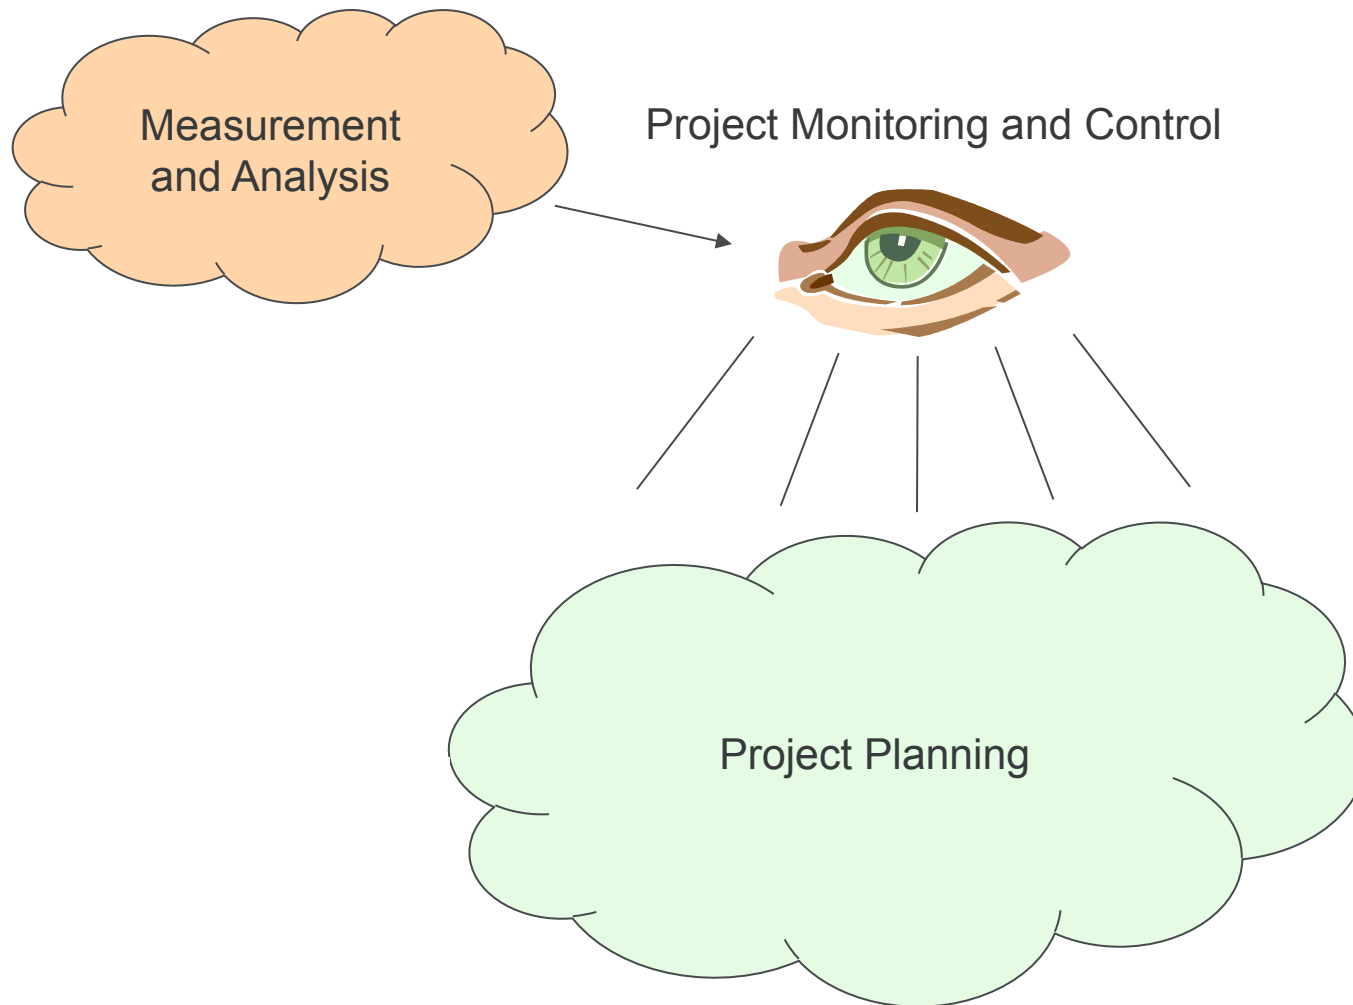 Measurement
and Analysis
Project Monitoring and Control
Project Planning